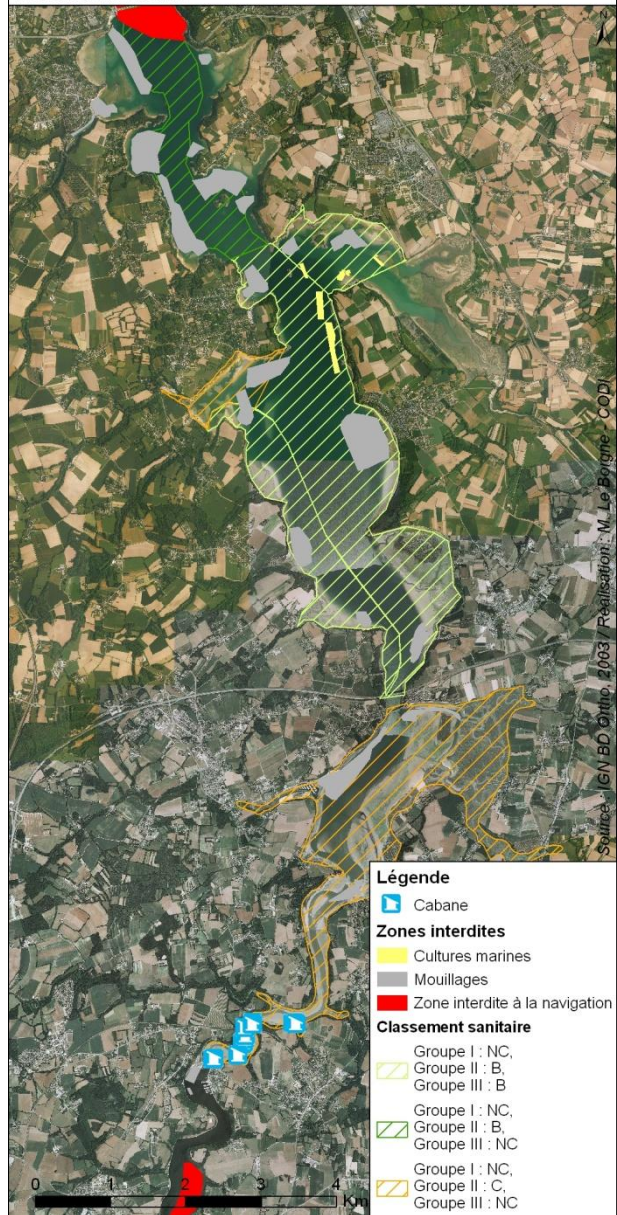 N
Source : IGN BD Ortho, 2003 / Réalisation : M. Le Borgne - CODI
Légende
Cabane
Zones interdites
Cultures marines
Mouillages
Zone interdite à la navigation
Classement sanitaire
Groupe I : NC,
Groupe II : B,
Groupe III : B
Groupe I : NC,
Groupe II : B,
Groupe III : NC
Groupe I : NC,
Groupe II : C,
Groupe III : NC
0 1 2 3 4
Km